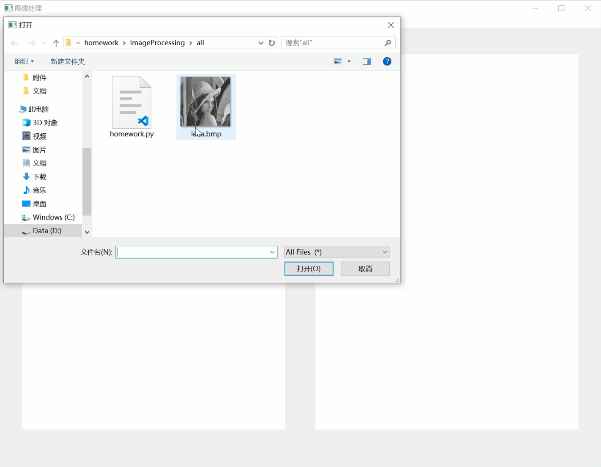 图像处理
打开
« homework › ImageProcessing › all
搜索"all"
组织
新建文件夹
附件
文档
此电脑
3D 对象
视频
图片
文档
下载
音乐
桌面
Windows (C:)
Data (D:)
homework.py
lena.bmp
文件名(N):
All Files (*)
打开(O)
取消